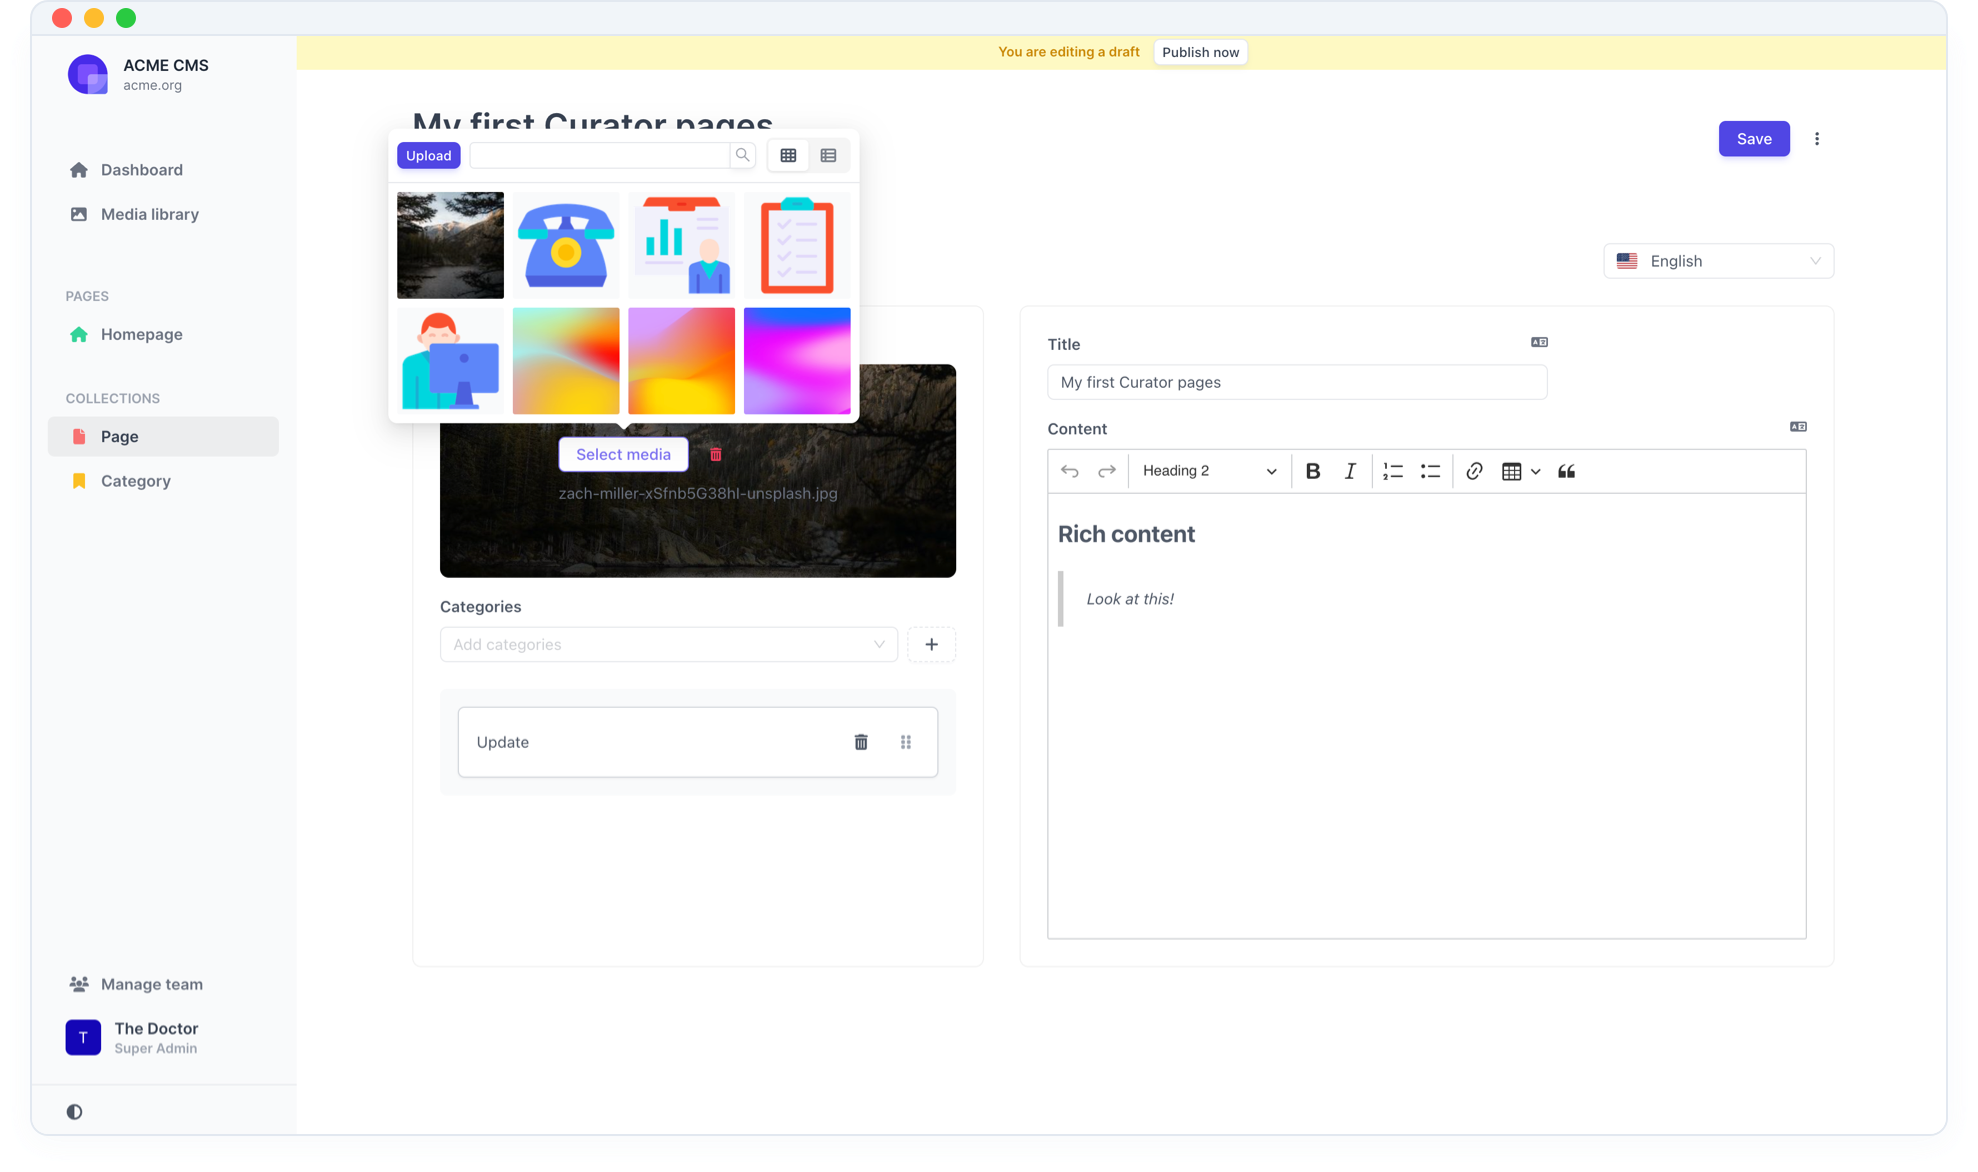 ACME CMS
acme.org
Dashboard
Media library
PAGES
Homepage
COLLECTIONS
Page
Category
Manage team
T
The Doctor
Super Admin
You are editing a draft
Publish now
My first Curator pages
Save
Upload
English
Select media
zach-miller-xSfnb5G38hI-unsplash.jpg
Categories
Add categories
Update
Title
My first Curator pages
Content
Heading 2
B I
Rich content
Look at this!